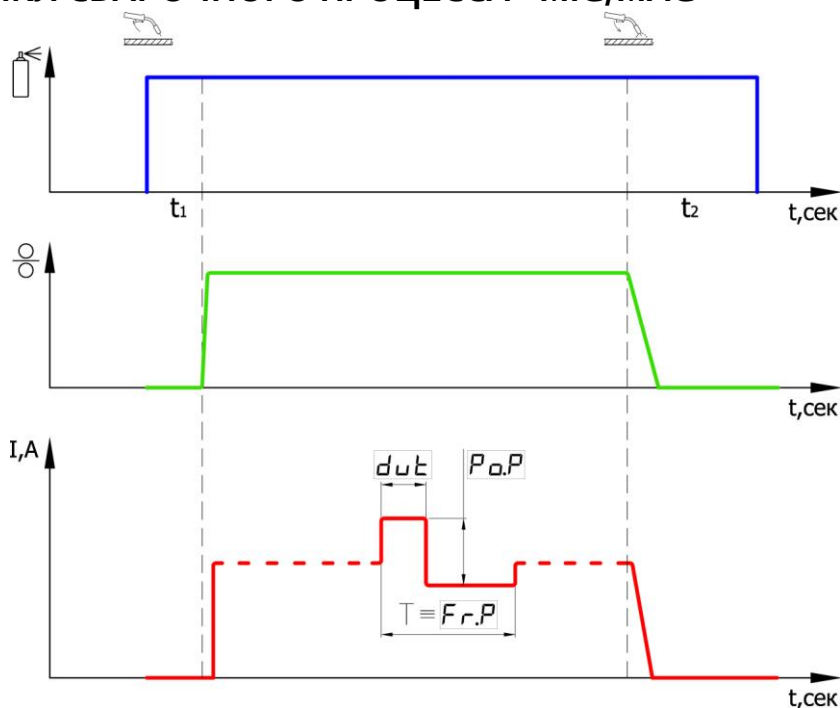 t₁
t₂
t,сек
t,сек
I,A
dut
Po.P
T ≡ Fr.P
t,сек